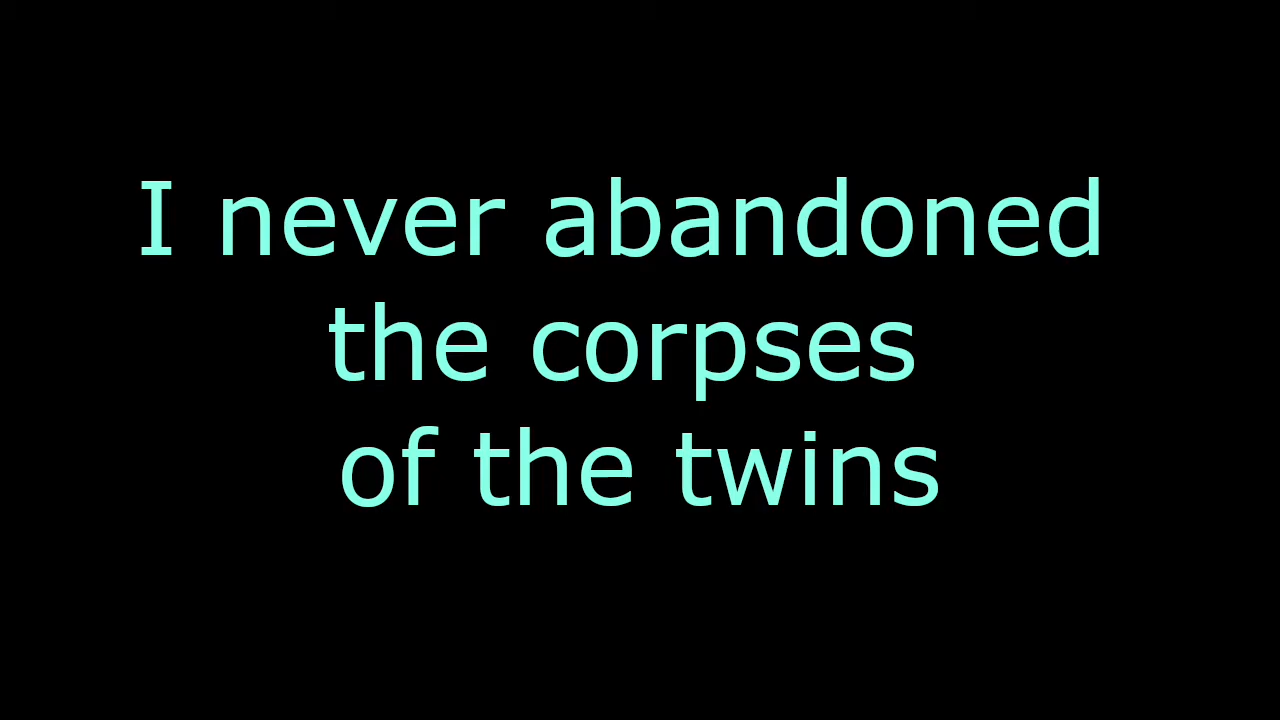 I never abandoned
the corpses
of the twins